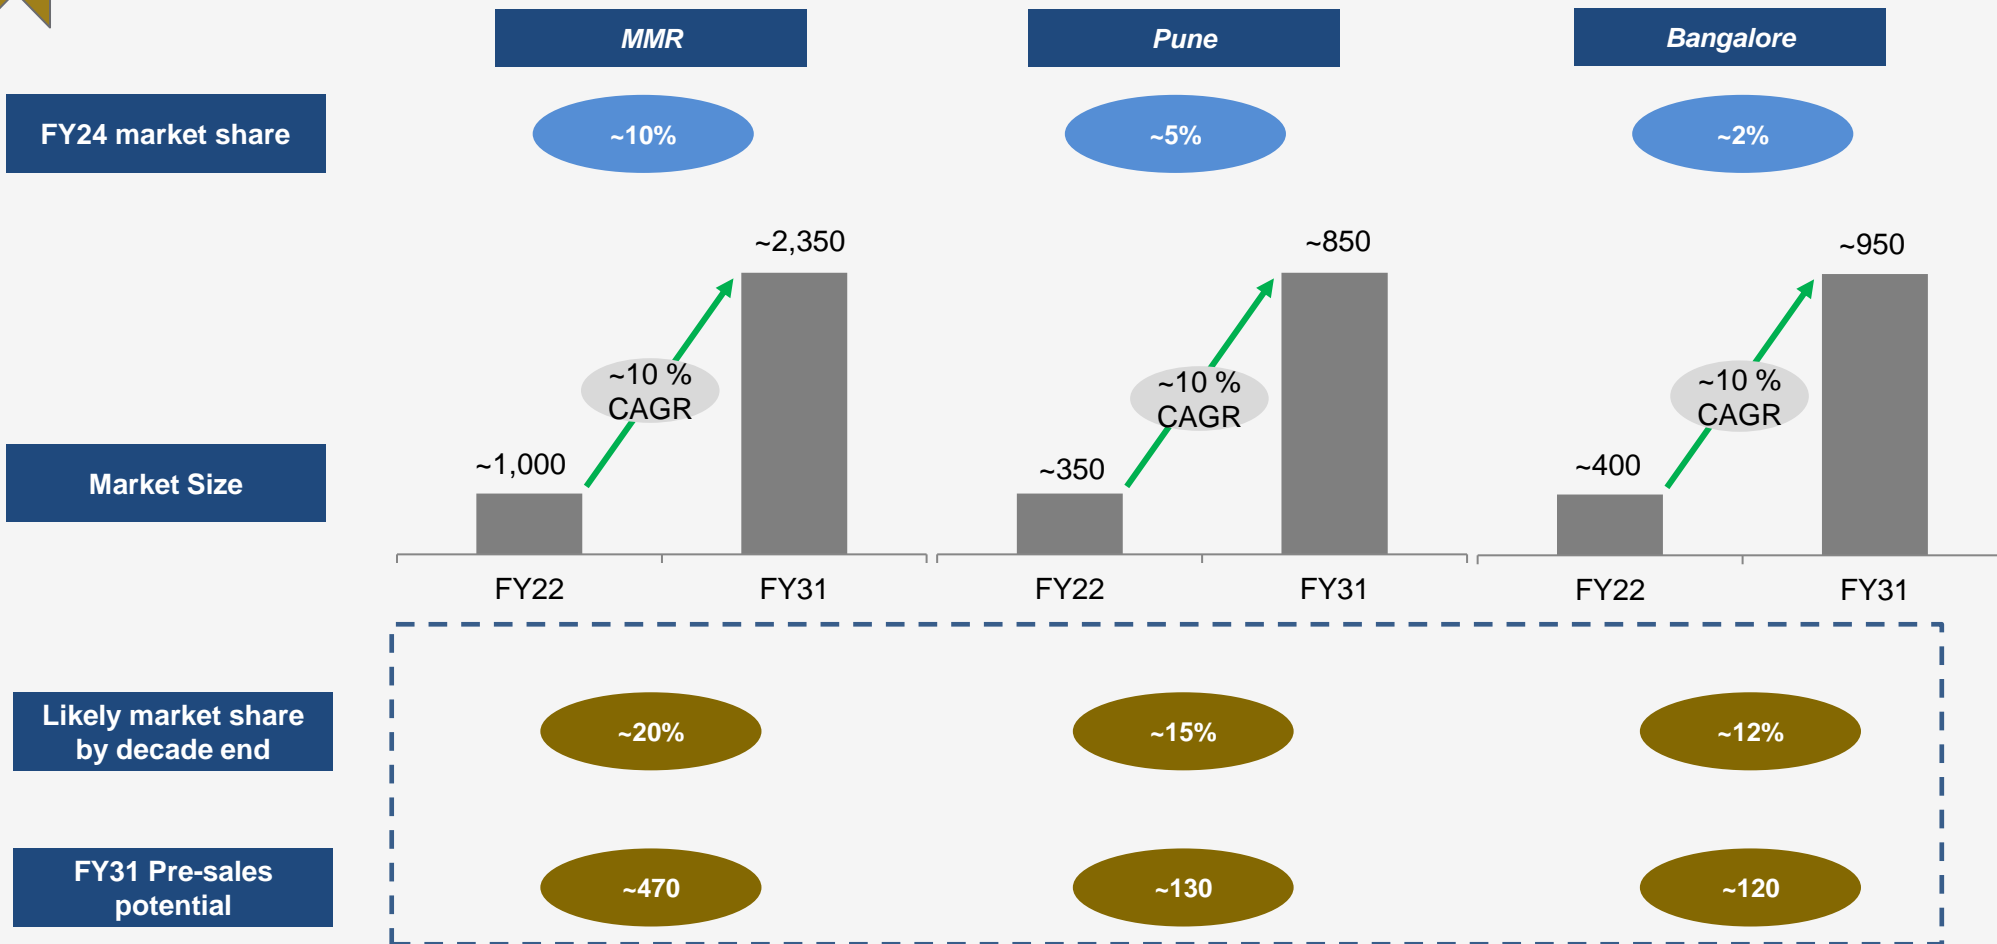 MMR
Pune
Bangalore
FY24 market share
~10%
~5%
~2%
~2,350
~850
~950
~10 %
CAGR
~10 %
CAGR
~10 %
CAGR
Market Size
~1,000
~350
~400
FY22
FY31
FY22
FY31
FY22
FY31
Likely market share
by decade end
~20%
~15%
~12%
FY31 Pre-sales
potential
~470
~130
~120